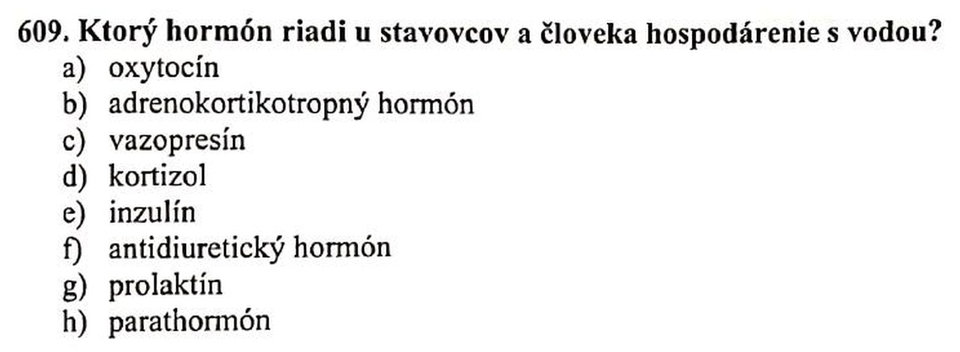 609. Ktorý hormón riadi u stavovcov a človeka hospodárenie s vodou?
a) oxytocín
b) adrenokortikotropný hormón
c) vazopresín
d) kortizol
e) inzulín
f) antidiuretický hormón
g) prolaktín
h) parathormón